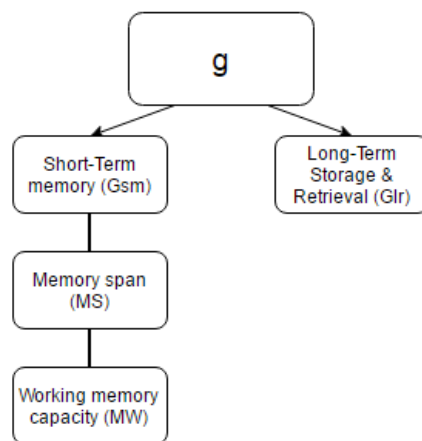 g
Short-Term
memory (Gsm)
Long-Term
Storage &
Retrieval (Glr)
Memory span
(MS)
Working memory
capacity (MW)